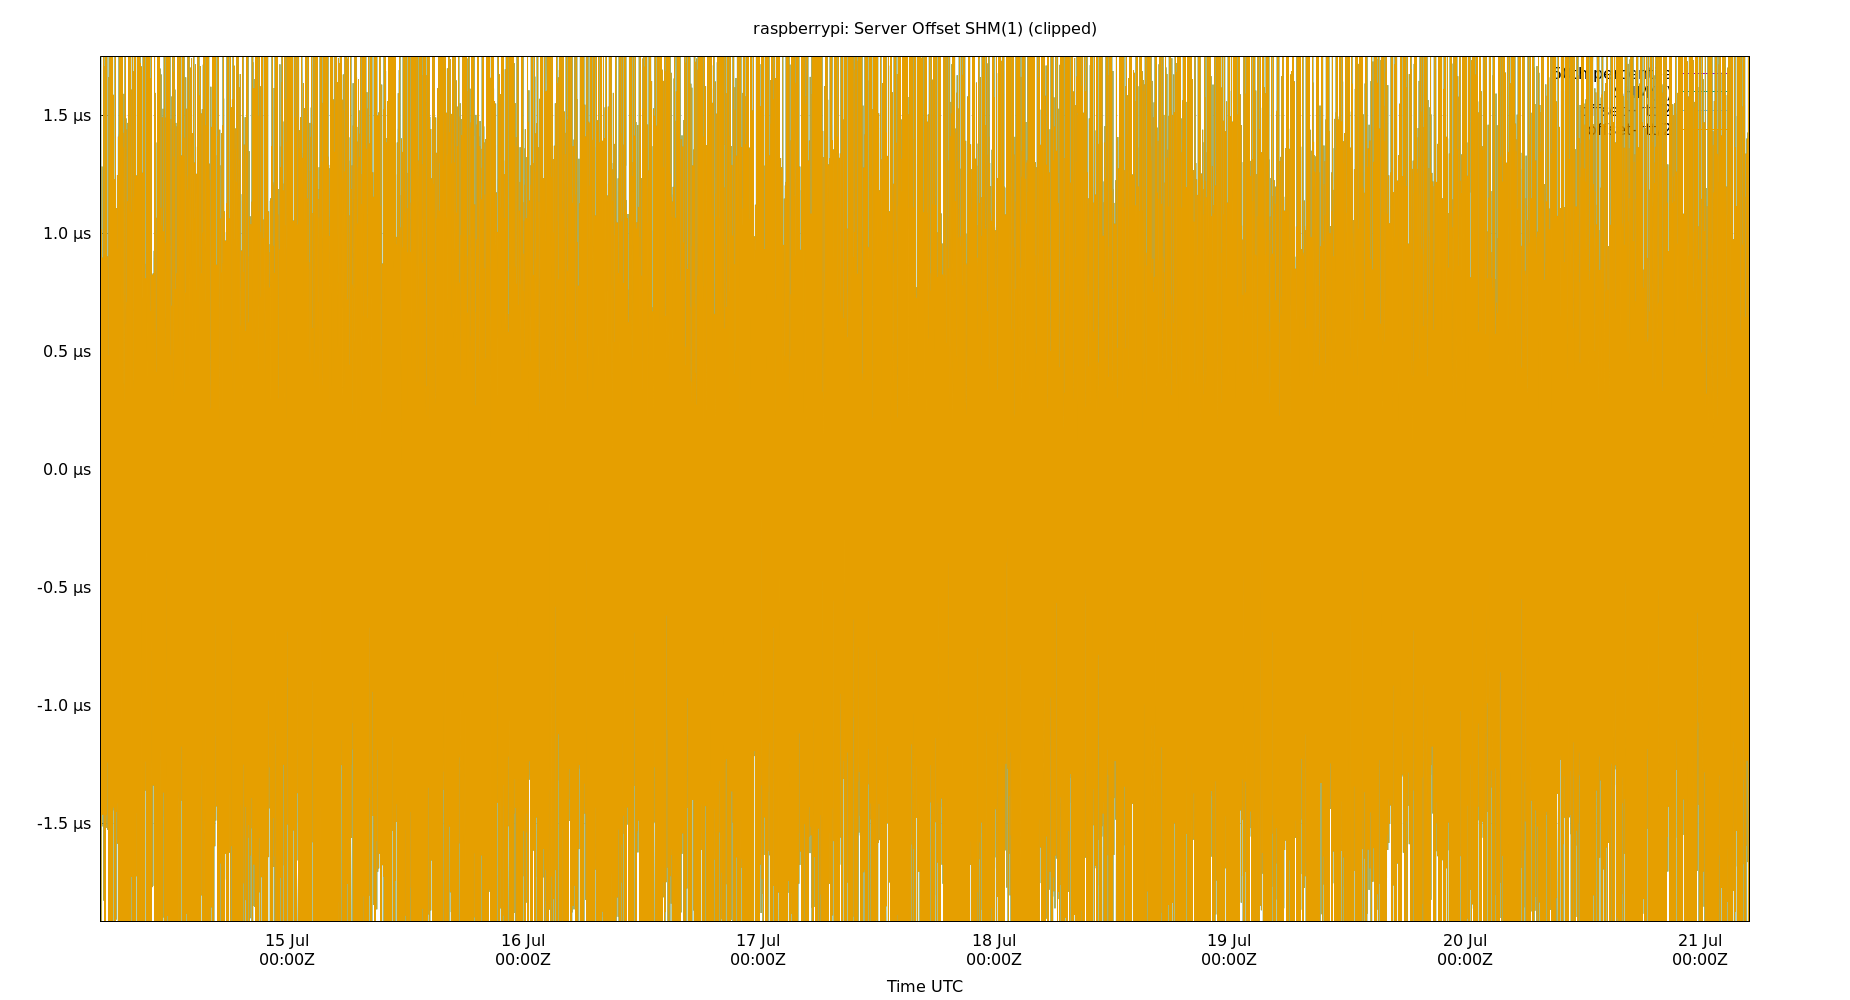 raspberrypi: Server Offset SHM(1) (clipped)
1.5 µs
1.0 µs
0.5 µs
0.0 µs
-0.5 µs
-1.0 µs
-1.5 µs
15 Jul 16 Jul 17 Jul 18 Jul 19 Jul 20 Jul 21 Jul
00:00Z 00:00Z 00:00Z 00:00Z 00:00Z 00:00Z 00:00Z
Time UTC